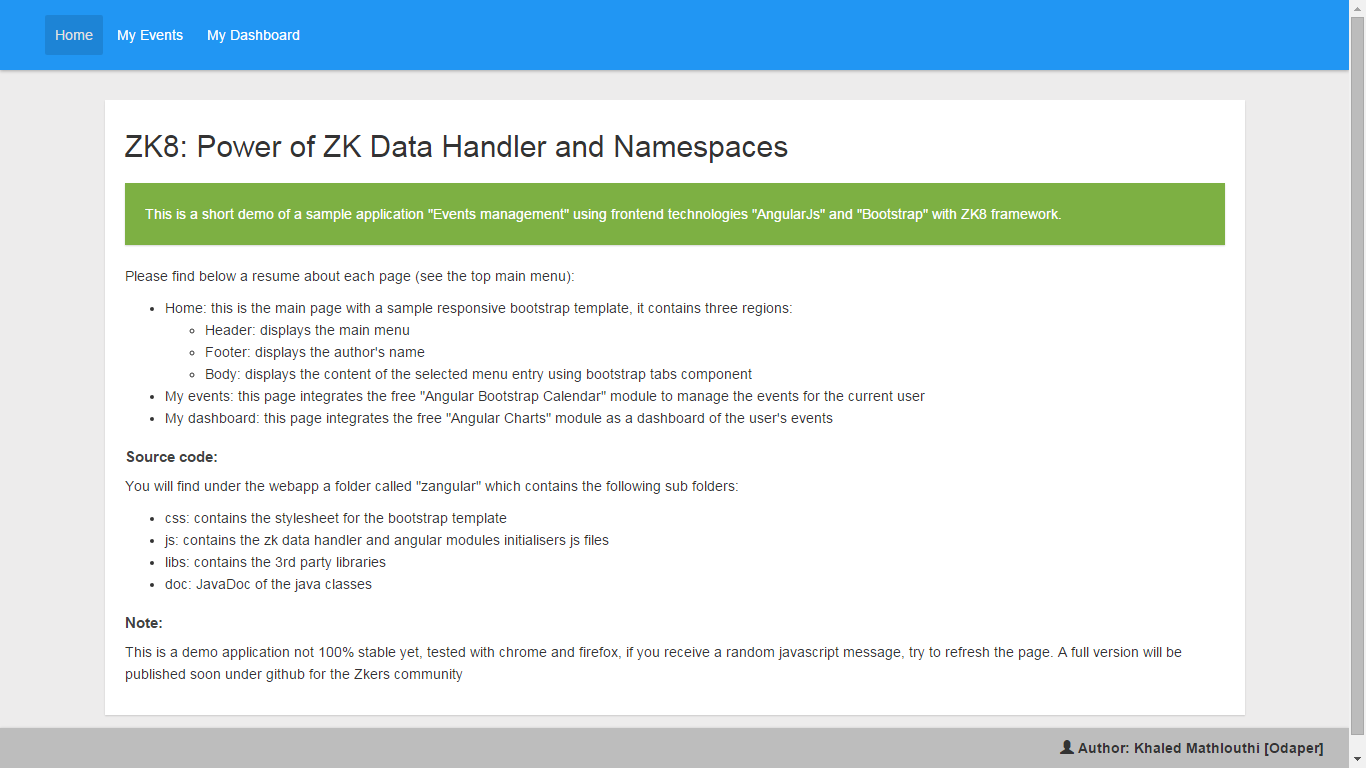 Home My Events My Dashboard
ZK8: Power of ZK Data Handler and Namespaces
This is a short demo of a sample application "Events management" using frontend technologies "AngularJs" and "Bootstrap" with ZK8 framework.
Please find below a resume about each page (see the top main menu):
Home: this is the main page with a sample responsive bootstrap template, it contains three regions:
Header: displays the main menu
Footer: displays the author's name
Body: displays the content of the selected menu entry using bootstrap tabs component
My events: this page integrates the free "Angular Bootstrap Calendar" module to manage the events for the current user
My dashboard: this page integrates the free "Angular Charts" module as a dashboard of the user's events
Source code:
You will find under the webapp a folder called "zangular" which contains the following sub folders:
css: contains the stylesheet for the bootstrap template
js: contains the zk data handler and angular modules initialisers js files
libs: contains the 3rd party libraries
doc: JavaDoc of the java classes
Note:
This is a demo application not 100% stable yet, tested with chrome and firefox, if you receive a random javascript message, try to refresh the page. A full version will be
published soon under github for the Zkers community
Author: Khaled Mathlouthi [Odaper]